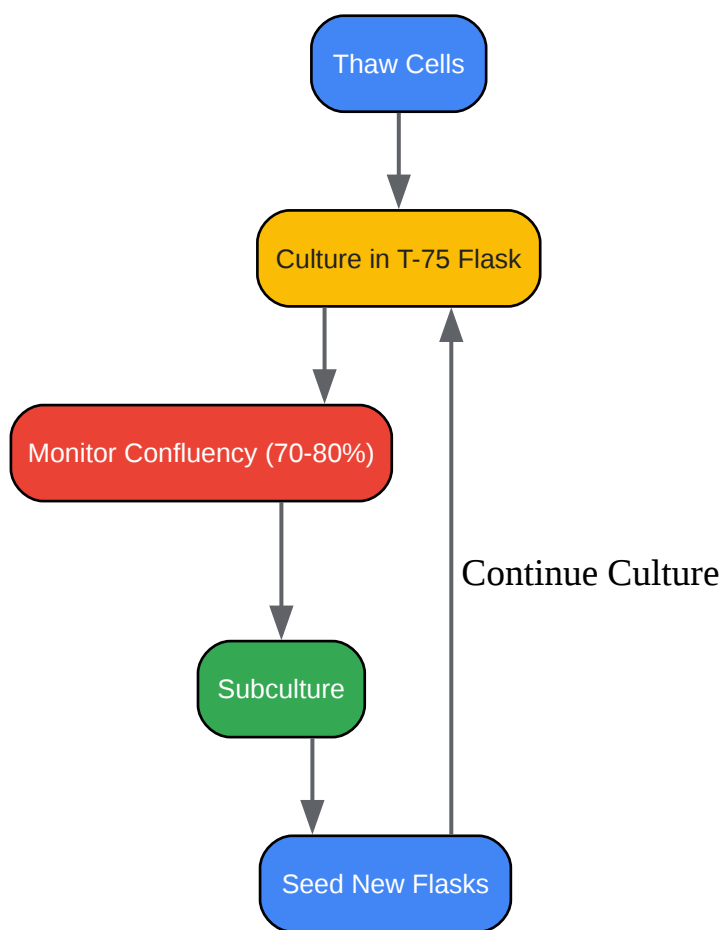 Thaw Cells
Culture in T-75 Flask
Monitor Confluency (70-80%)
Continue Culture
Subculture
Seed New Flasks